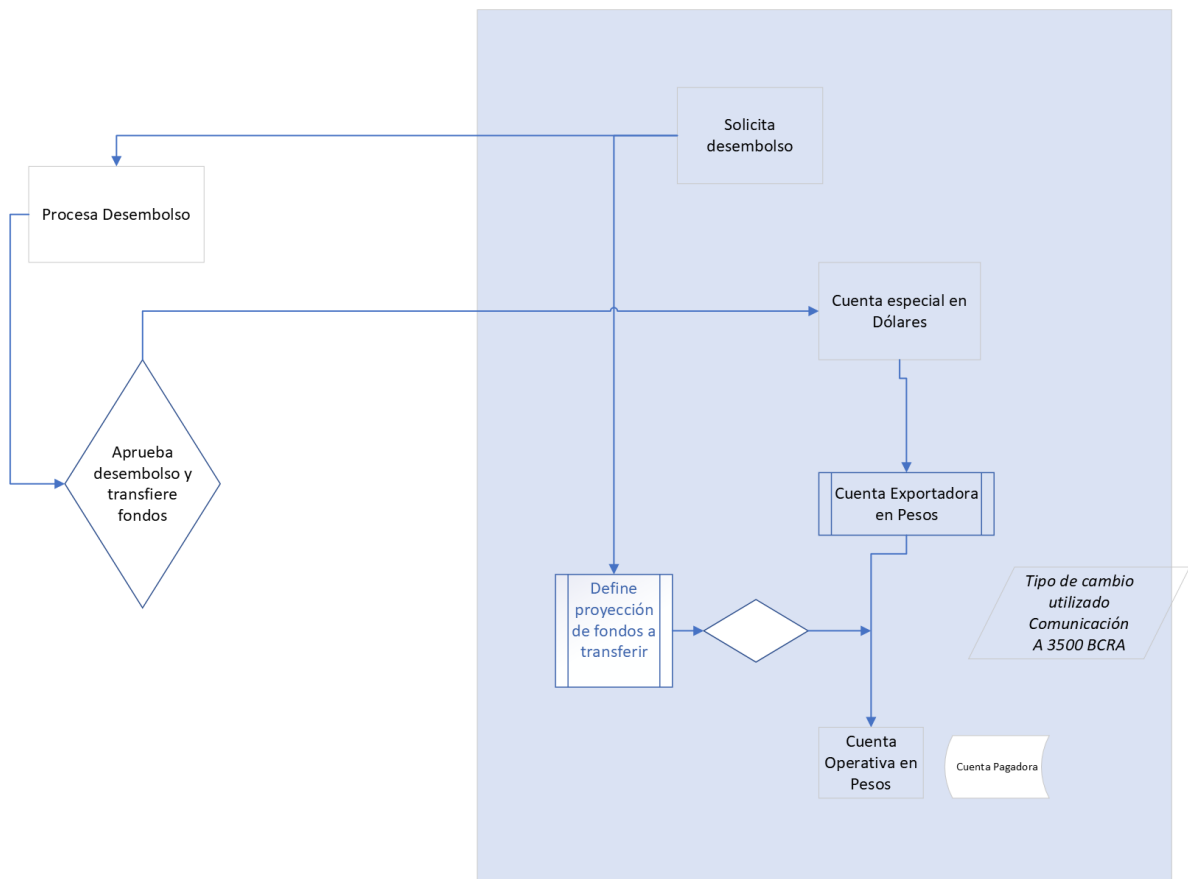 Solicita
desembolso
Procesa Desembolso
Cuenta especial en
Dólares
Aprueba
desembolso y
transfiere
fondos
Cuenta Exportadora
en Pesos
Define
proyección
de fondos a
transferir
Tipo de cambio
utilizado
Comunicación
A 3500 BCRA
Cuenta
Operativa en
Pesos
Cuenta Pagadora